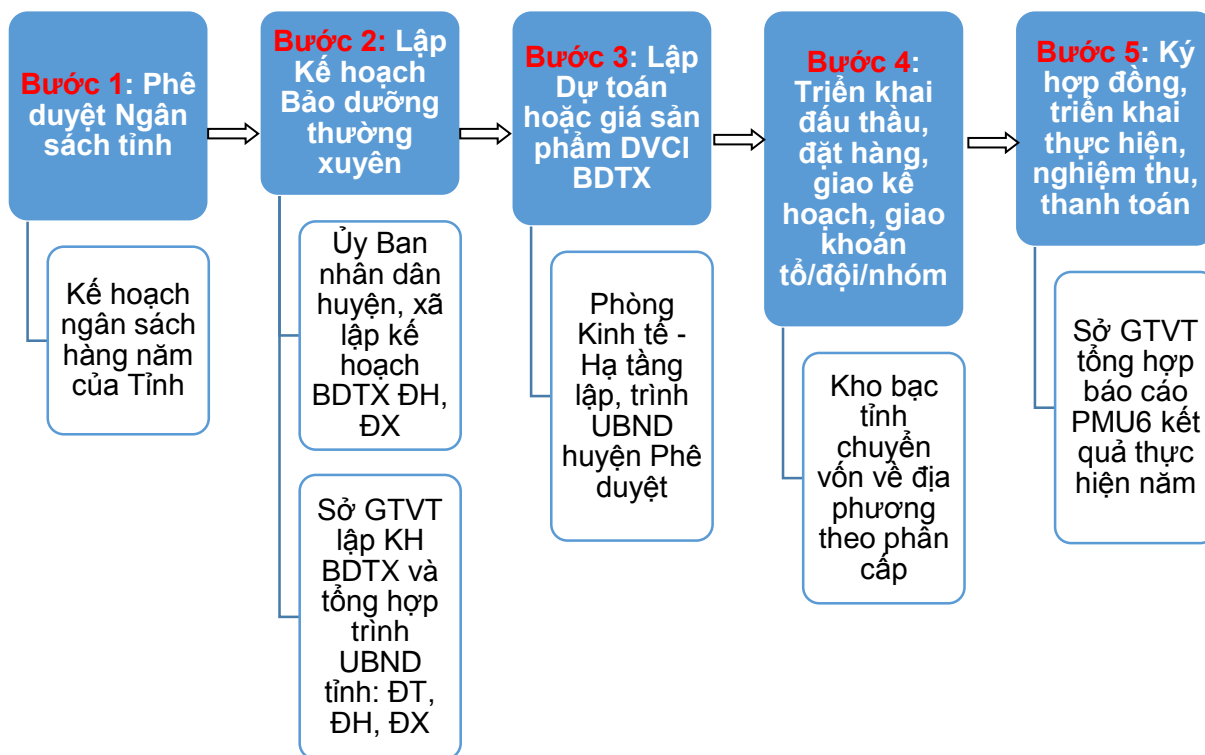 Bước 1: Phê
duyệt Ngân
sách tỉnh
Kế hoạch
ngân sách
hàng năm
của Tỉnh
Bước 2: Lập
Kế hoạch
Bảo dưỡng
thường
xuyên
Ủy Ban
nhân dân
huyện, xã
lập kế
hoạch
BDTX ĐH,
ĐX
Sở GTVT
lập KH
BDTX và
tổng hợp
trình
UBND
tỉnh: ĐT,
ĐH, ĐX
Bước 3: Lập
Dự toán
hoặc giá sản
phẩm DVCI
BDTX
Phòng
Kinh tế -
Hạ tầng
lập, trình
UBND
huyện Phê
duyệt
Bước 4:
Triển khai
đấu thầu,
đặt hàng,
giao kế
hoạch, giao
khoán
tổ/đội/nhóm
Kho bạc
tỉnh
chuyển
vốn về địa
phương
theo phân
cấp
Bước 5: Ký
hợp đồng,
triển khai
thực hiện,
nghiệm thu,
thanh toán
Sở GTVT
tổng hợp
báo cáo
PMU6 kết
quả thực
hiện năm